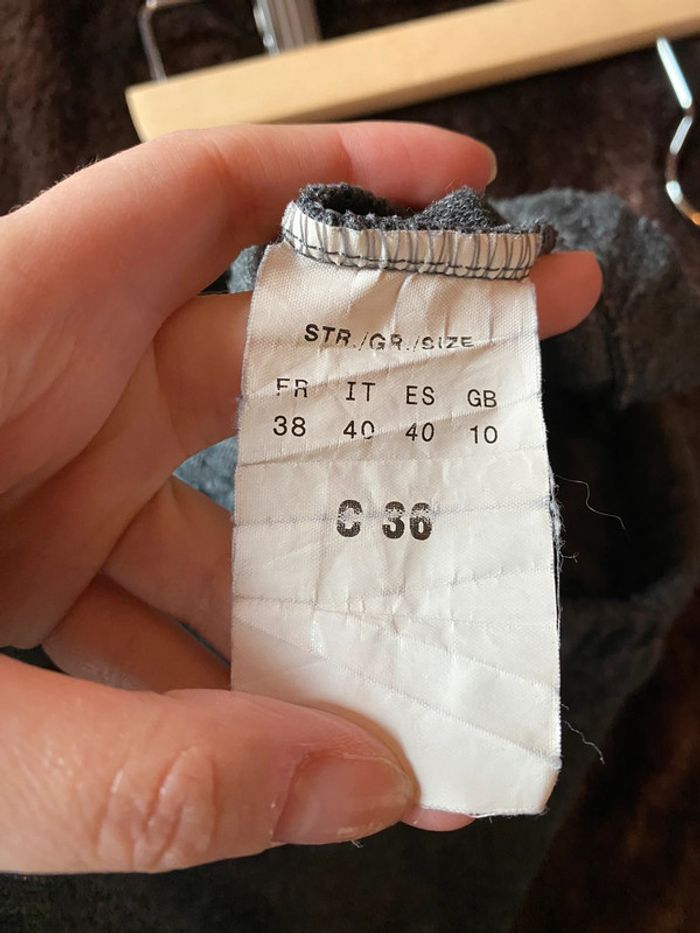 STR./GR./SIZE
FR IT ES GB
38 40 40 10
C 36